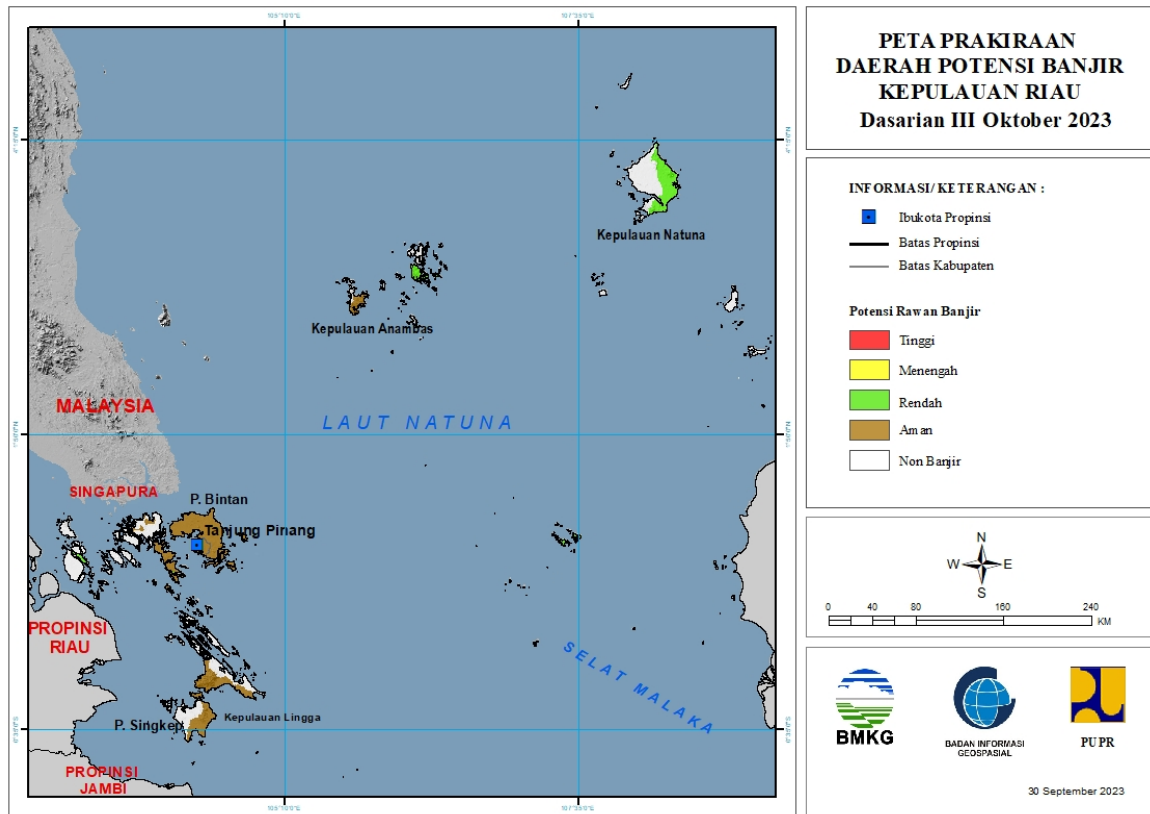 PETA PRAKIRAAN
DAERAH POTENSI BANJIR
KEPULAUAN RIAU
Dasarian III Oktober 2023
INFORMASI/ KETERANGAN :
Ibukota Propinsi
Batas Propinsi
Batas Kabupaten
Potensi Rawan Banjir
Tinggi
Menengah
Rendah
Aman
Non Banjir
N
W E
S
0 40 80 160 240
KM
BMKG
BADAN INFORMASI
GEOSPASIAL
PUPR
30 September 2023
Kepulauan Natuna
Kepulauan Anambas
MALAYSIA
LAUT NATUNA
SINGAPURA
P. Bintan
Tanjung Pinang
PROPINSI
RIAU
SELAT MALAKA
Kepulauan Lingga
P. Singkep
PROPINSI
JAMBI